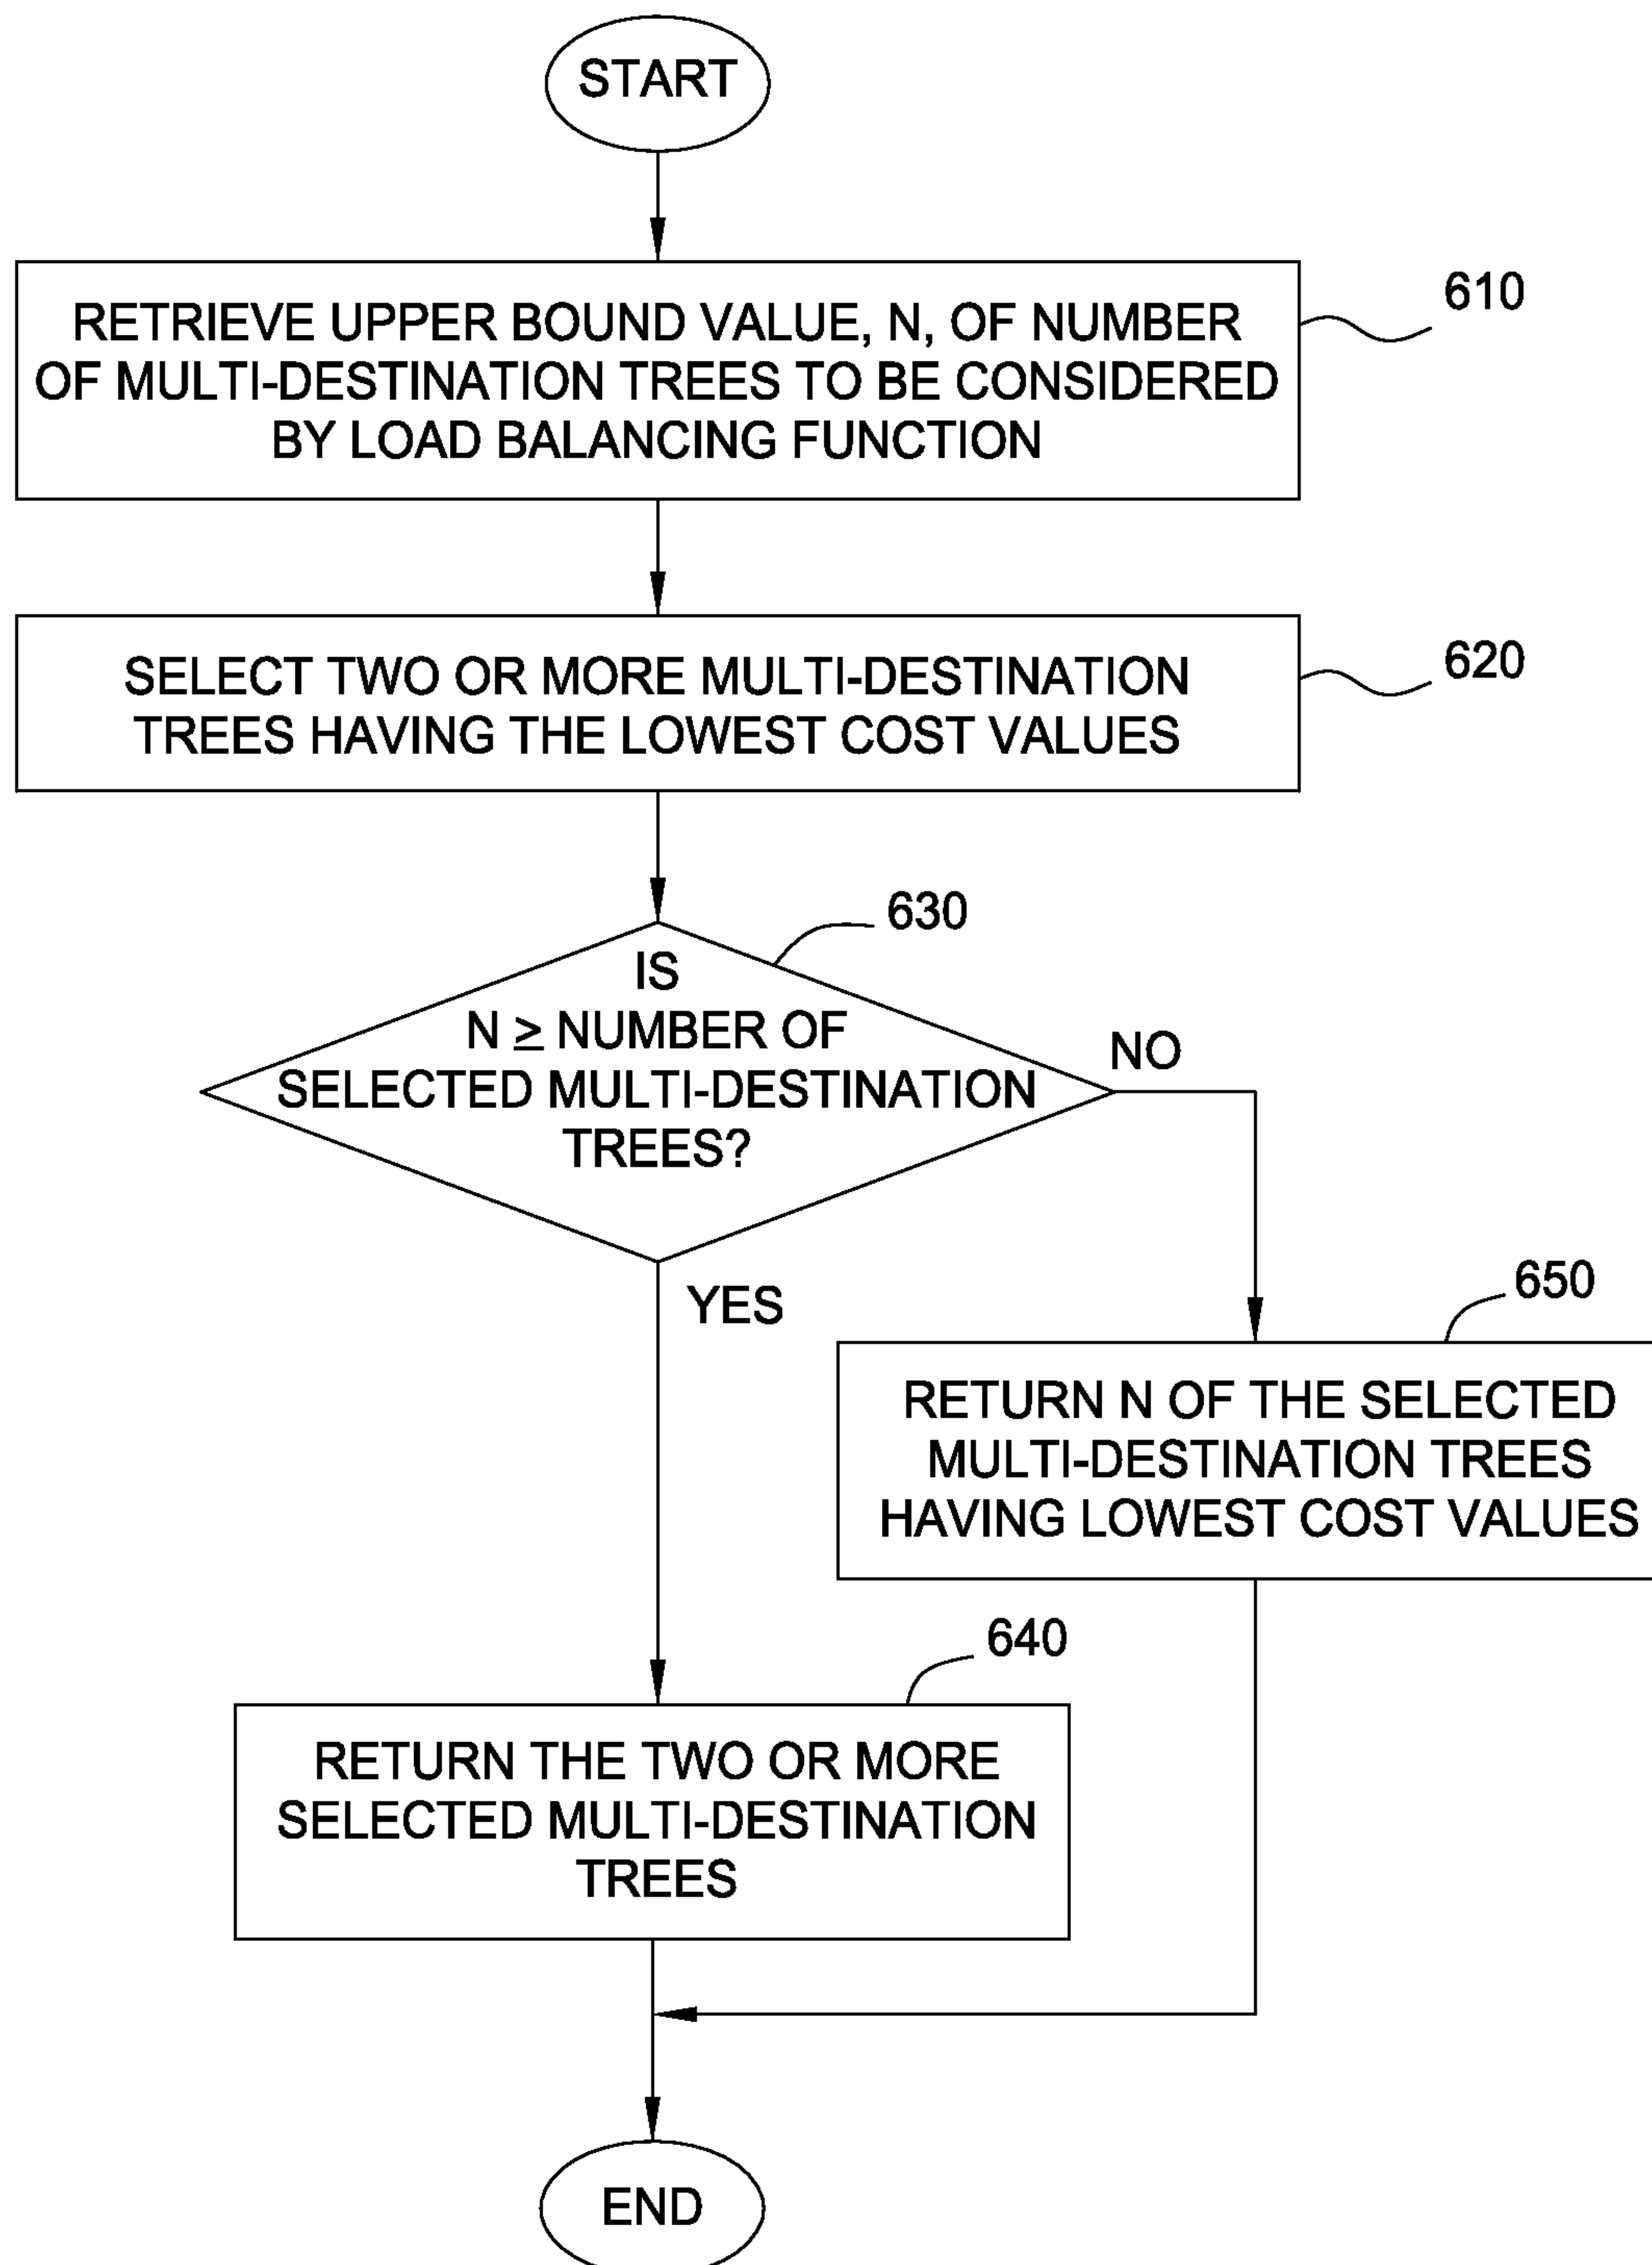 START
RETRIEVE UPPER BOUND VALUE, N, OF NUMBER
OF MULTI-DESTINATION TREES TO BE CONSIDERED
BY LOAD BALANCING FUNCTION
610
SELECT TWO OR MORE MULTI-DESTINATION
TREES HAVING THE LOWEST COST VALUES
620
630
IS
N ≥ NUMBER OF
SELECTED MULTI-DESTINATION
TREES?
NO
YES
650
RETURN N OF THE SELECTED
MULTI-DESTINATION TREES
HAVING LOWEST COST VALUES
640
RETURN THE TWO OR MORE
SELECTED MULTI-DESTINATION
TREES
END